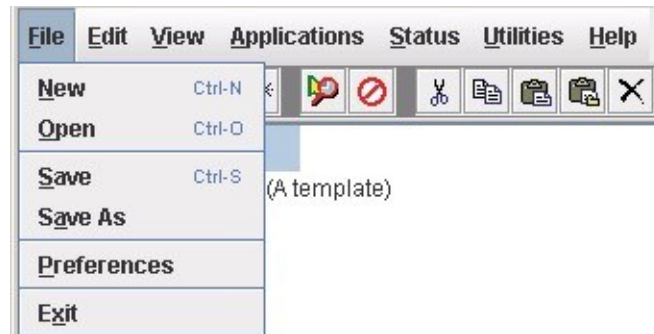 File Edit View Applications Status Utilities Help
New Ctrl-N
Open Ctrl-O
Save Ctrl-S
(A template)
Save As
Preferences
Exit